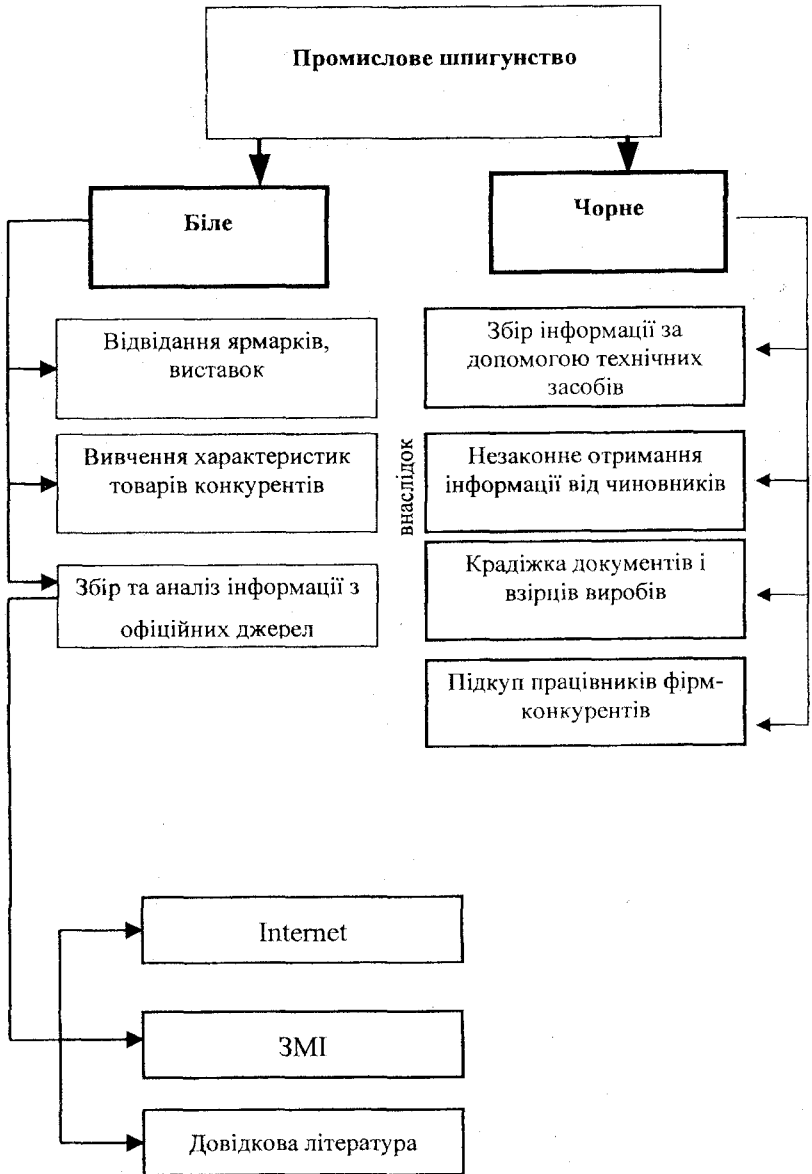 Промислове шпигунство
Біле
Чорне
Відвідання ярмарків,
виставок
Вивчення характеристик
товарів конкурентів
Збір та аналіз інформації з
офіційних джерел
внаслідок
Збір інформації за
допомогою технічних
засобів
Незаконне отримання
інформації від чиновників
Крадіжка документів і
взірців виробів
Підкуп працівників фірм-
конкурентів
Internet
ЗМІ
Довідкова література